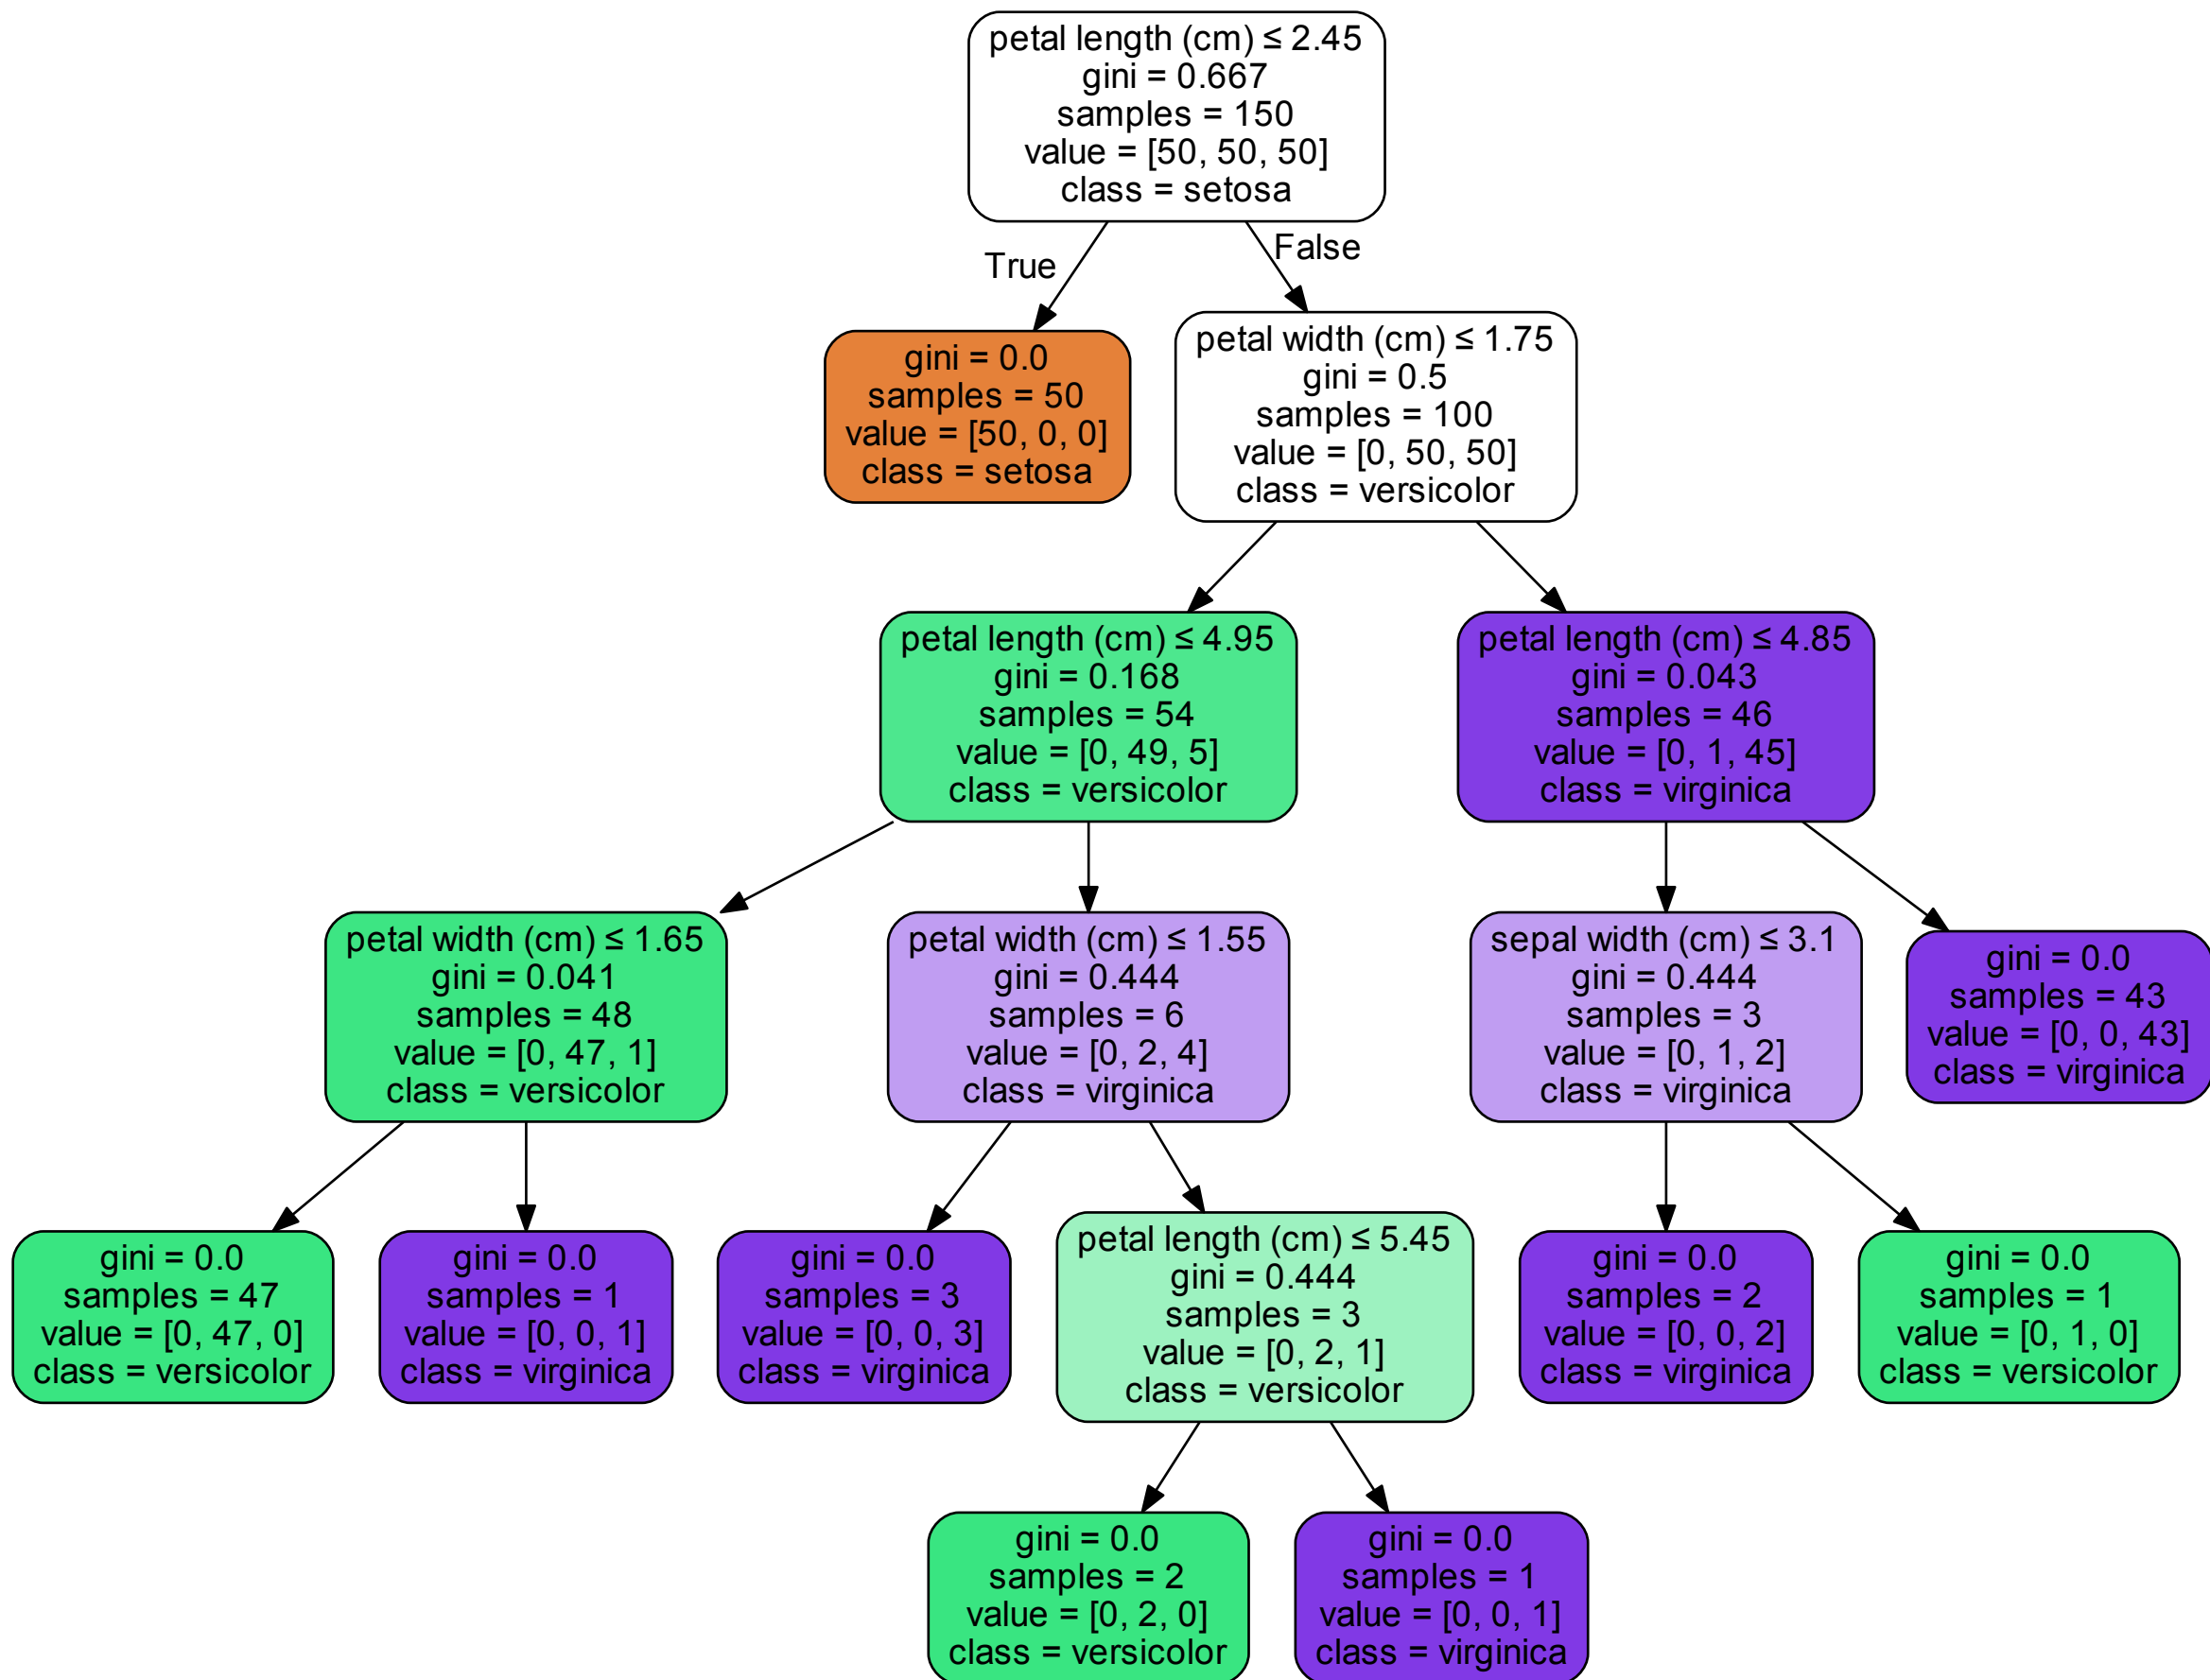 petal length (cm) ≤ 2.45
gini = 0.667
samples = 150
value = [50, 50, 50]
class = setosa
True
False
gini = 0.0
samples = 50
value = [50, 0, 0]
class = setosa
petal width (cm) ≤ 1.75
gini = 0.5
samples = 100
value = [0, 50, 50]
class = versicolor
petal length (cm) ≤ 4.95
gini = 0.168
samples = 54
value = [0, 49, 5]
class = versicolor
petal length (cm) ≤ 4.85
gini = 0.043
samples = 46
value = [0, 1, 45]
class = virginica
petal width (cm) ≤ 1.65
gini = 0.041
samples = 48
value = [0, 47, 1]
class = versicolor
petal width (cm) ≤ 1.55
gini = 0.444
samples = 6
value = [0, 2, 4]
class = virginica
sepal width (cm) ≤ 3.1
gini = 0.444
samples = 3
value = [0, 1, 2]
class = virginica
gini = 0.0
samples = 43
value = [0, 0, 43]
class = virginica
gini = 0.0
samples = 47
value = [0, 47, 0]
class = versicolor
gini = 0.0
samples = 1
value = [0, 0, 1]
class = virginica
gini = 0.0
samples = 3
value = [0, 0, 3]
class = virginica
petal length (cm) ≤ 5.45
gini = 0.444
samples = 3
value = [0, 2, 1]
class = versicolor
gini = 0.0
samples = 2
value = [0, 0, 2]
class = virginica
gini = 0.0
samples = 1
value = [0, 1, 0]
class = versicolor
gini = 0.0
samples = 2
value = [0, 2, 0]
class = versicolor
gini = 0.0
samples = 1
value = [0, 0, 1]
class = virginica